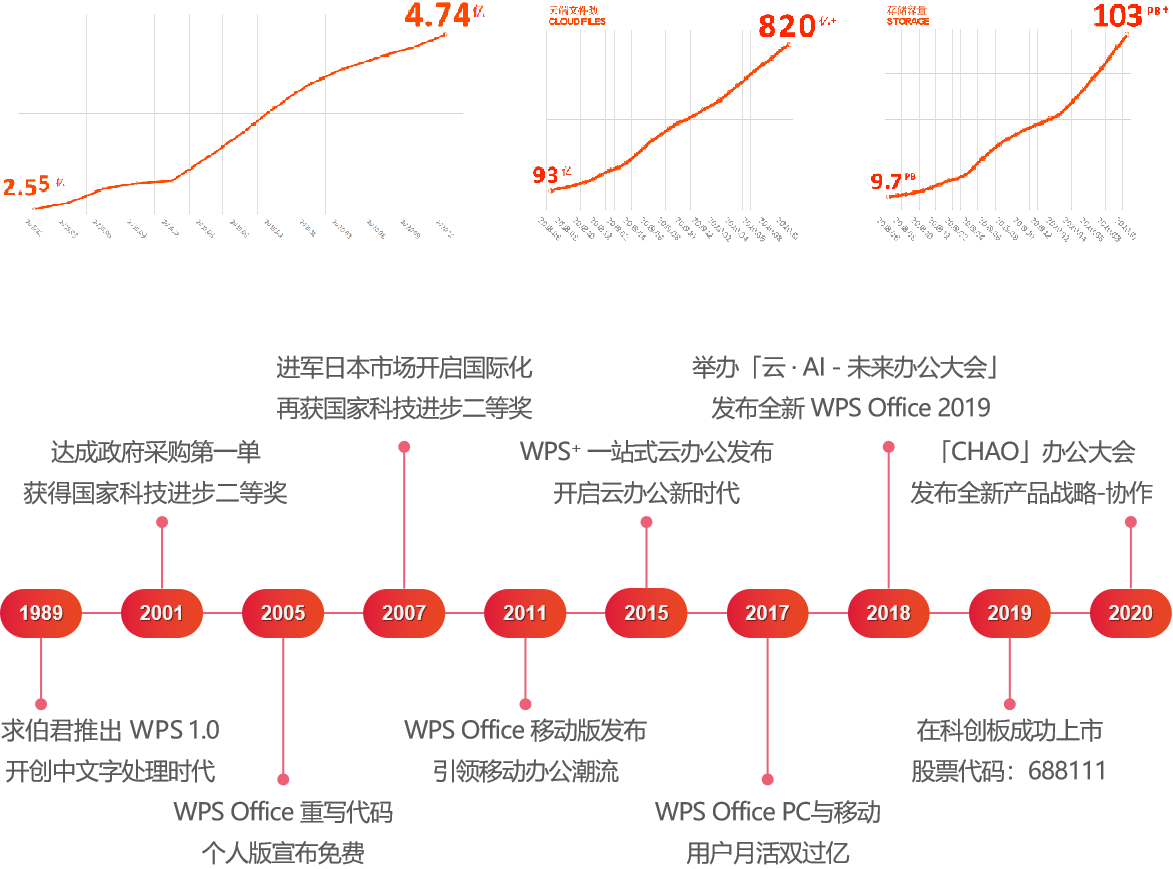 4.74 亿
2.55 亿
云端文件数
CLOUD FILES
820 亿+
93 亿
存储容量
STORAGE
103 PB+
9.7 PB
进军日本市场开启国际化
再获国家科技进步二等奖
举办「云 · AI - 未来办公大会」
发布全新 WPS Office 2019
达成政府采购第一单
获得国家科技进步二等奖
WPS+ 一站式云办公发布
开启云办公新时代
「CHAO」办公大会
发布全新产品战略-协作
1989 2001 2005 2007 2011 2015 2017 2018 2019 2020
求伯君推出 WPS 1.0
开创中文字处理时代
WPS Office 移动版发布
引领移动办公潮流
在科创板成功上市
股票代码：688111
WPS Office 重写代码
个人版宣布免费
WPS Office PC与移动
用户月活双过亿